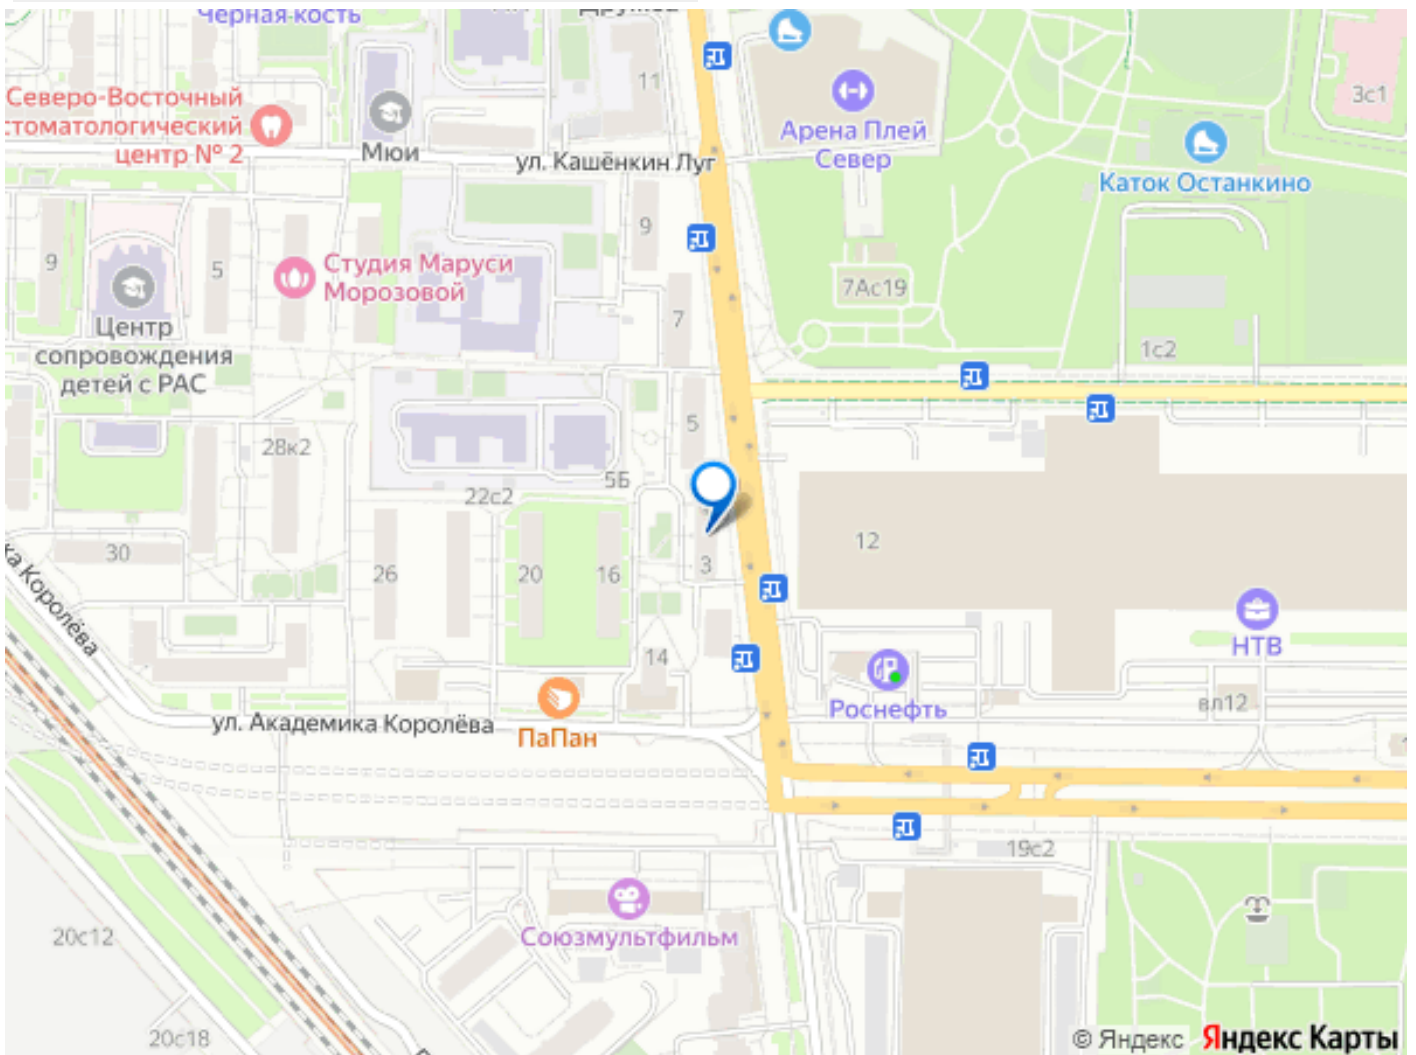 Чёрная кость
11
Северо-Восточный
стоматологический
центр № 2
Мюи
ул. Кашёнкин Луг
Арена Плей
Север
3с1
Каток Останкино
9
5
Студия Маруси
Морозовой
9
7
7Ас19
1с2
Центр
сопровождения
детей с РАС
5
28к2
5Б
22с2
30
26
20
16
3
12
ка Королёва
14
НТВ
Роснефть
вл12
ул. Академика Королёва
ПаПан
19с2
Союзмультфильм
20с12
20с18
© Яндекс Яндекс Карты